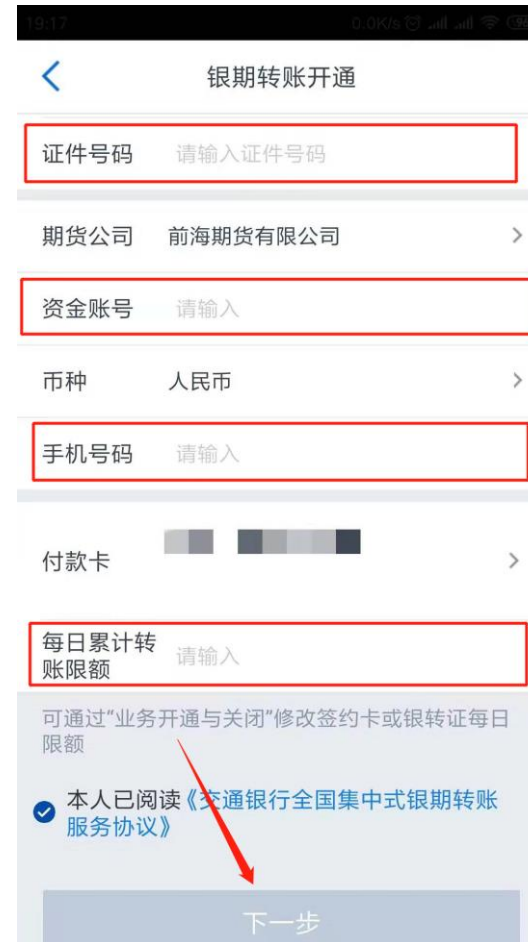 19:17 0.0K/s
银期转账开通
证件号码 请输入证件号码
期货公司 前海期货有限公司
资金账号 请输入
币种 人民币
手机号码 请输入
付款卡
每日累计转
账限额 请输入
可通过"业务开通与关闭"修改签约卡或银转证每日
限额
本人已阅读《交通银行全国集中式银期转账
服务协议》
下一步